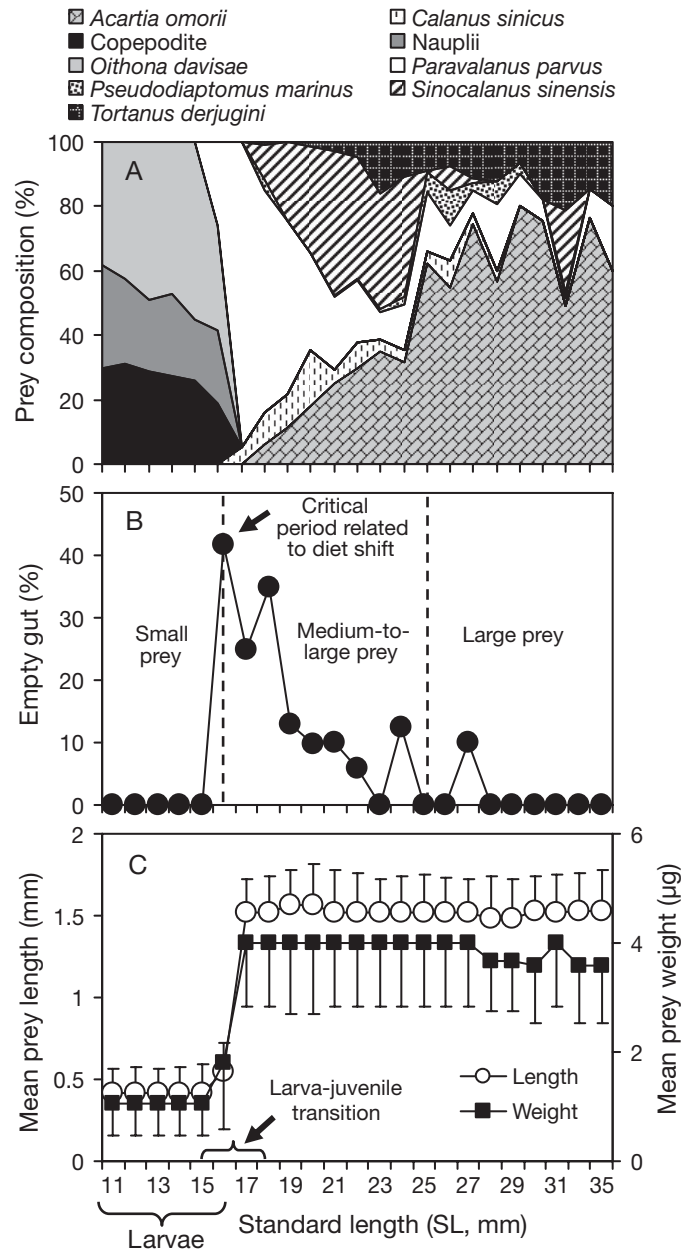 Acartia omorii
Calanus sinicus
Copepodite
Nauplii
Oithona davisae
Paravalanus parvus
Pseudodiaptomus marinus
Sinocalanus sinensis
Tortanus derjugini
100
80
60
40
20
0
Prey composition (%)
A
50
40
30
20
10
0
Empty gut (%)
B
Critical
period related
to diet shift
Small
prey
Medium-to-
large prey
Large prey
2
1.5
1
0.5
0
Mean prey length (mm)
C
6
4
2
0
Mean prey weight (µg)
Larva-juvenile
transition
Length
Weight
11 13 15 17 19 21 23 25 27 29 31 35
Larvae
Standard length (SL, mm)